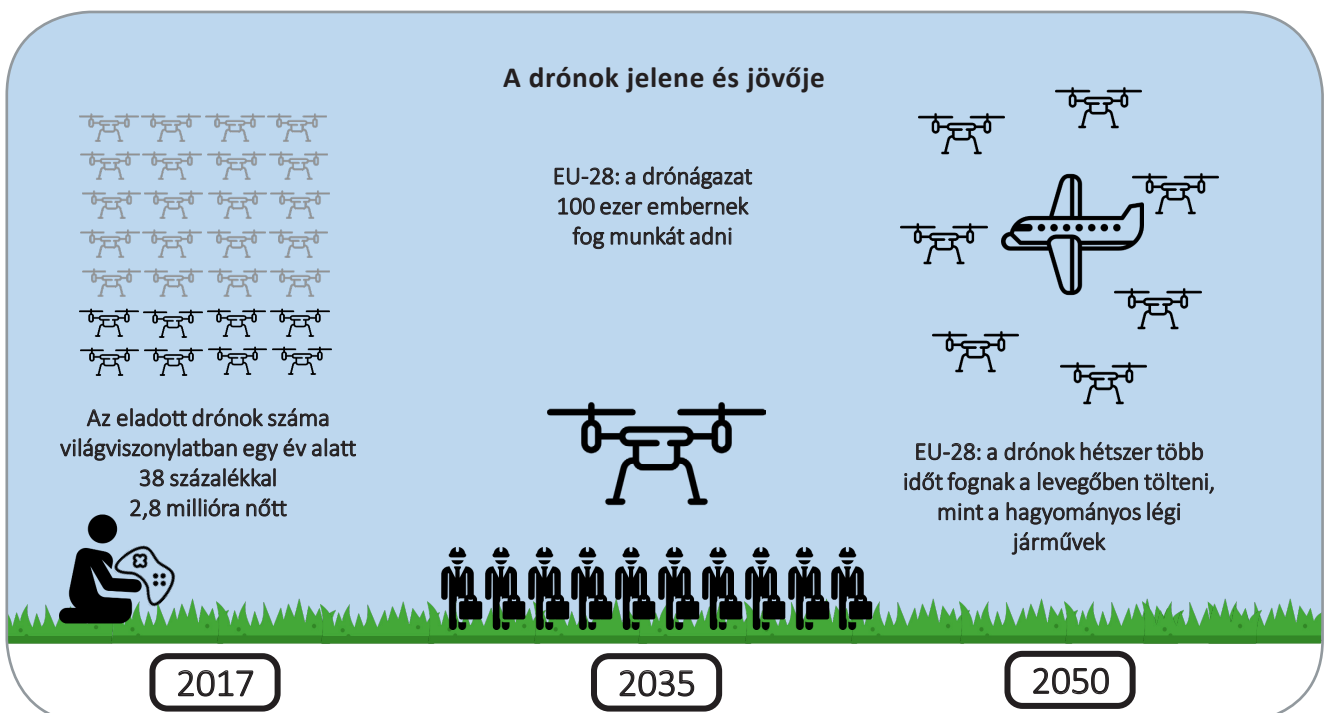 A drónok jelene és jövője
Az eladott drónok száma
világviszonylatban egy év alatt
38 százalékkal
2,8 millióra nőtt
EU-28: a drónágazat
100 ezer embernek
fog munkát adni
EU-28: a drónok hétszer több
időt fognak a levegőben tölteni,
mint a hagyományos légi
járművek
2017
2035
2050